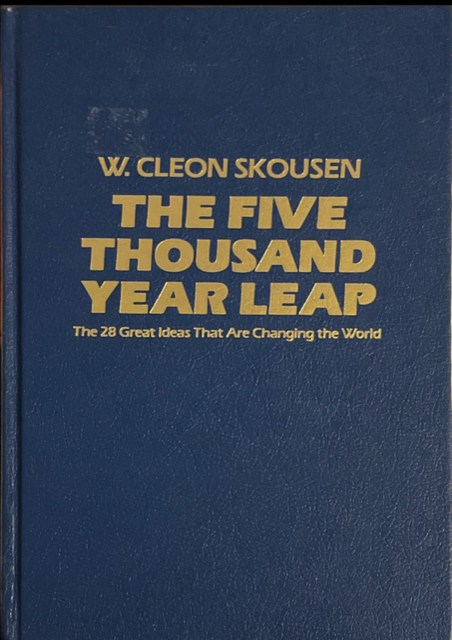 W. CLEON SKOUSEN
THE FIVE
THOUSAND
YEAR LEAP
The 28 Great Ideas That Are Changing the World